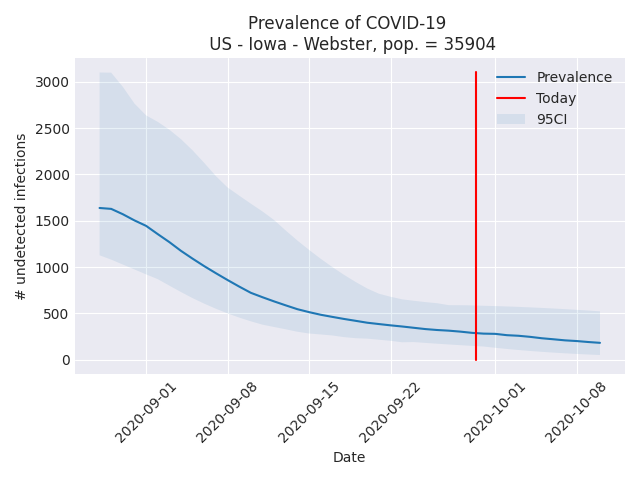 Prevalence of COVID-19
US - Iowa - Webster, pop. = 35904
Prevalence
Today
95CI
# undetected infections
3000
2500
2000
1500
1000
500
0
2020-09-01
2020-09-08
2020-09-15
2020-09-22
2020-10-01
2020-10-08
Date